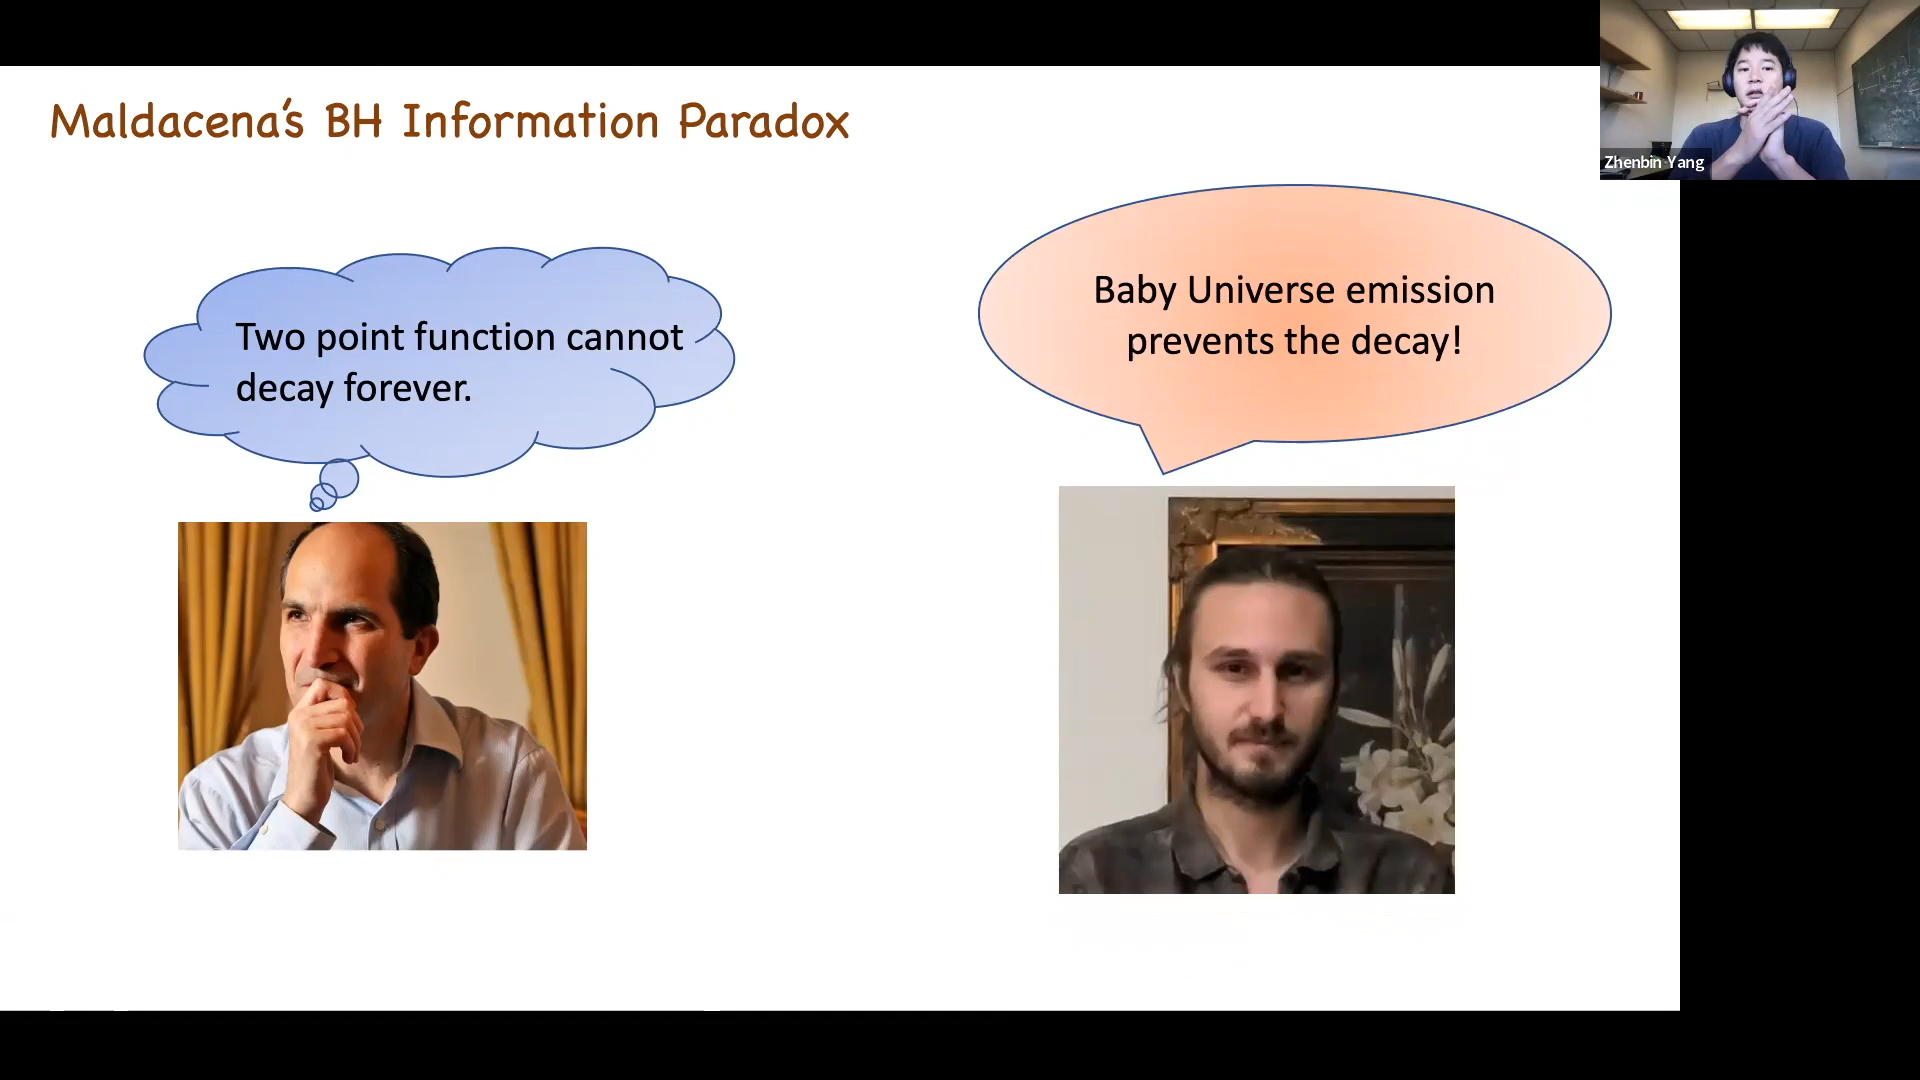 Maldacena's BH Information Paradox
Two point function cannot
decay forever.
Baby Universe emission
prevents the decay!
Zhenbin Yang